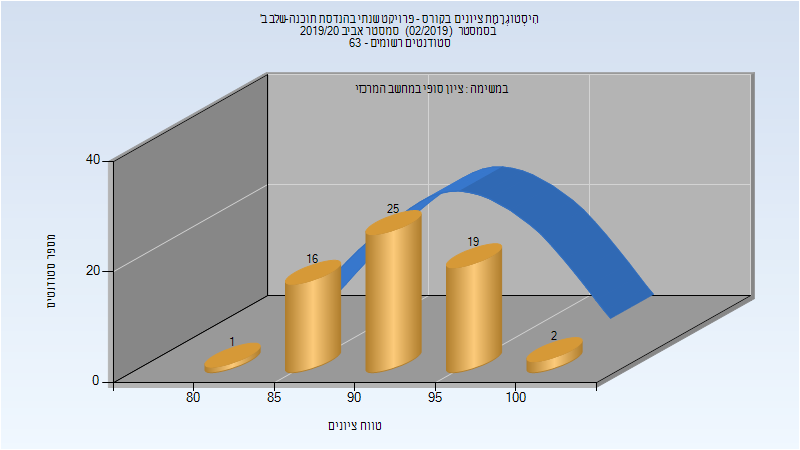 היסטוגרמת ציונים בקורס - פרויקט שנתי בהנדסת תוכנה-שלב ב'
בסמסטר (02/2019) סמסטר אביב 2019/20
סטודנטים רשומים - 63
במשימה : ציון סופי במחשב המרכזי
מספר סטודנטים
40
20
0
1
16
25
19
2
80
85
90
95
100
טווח ציונים